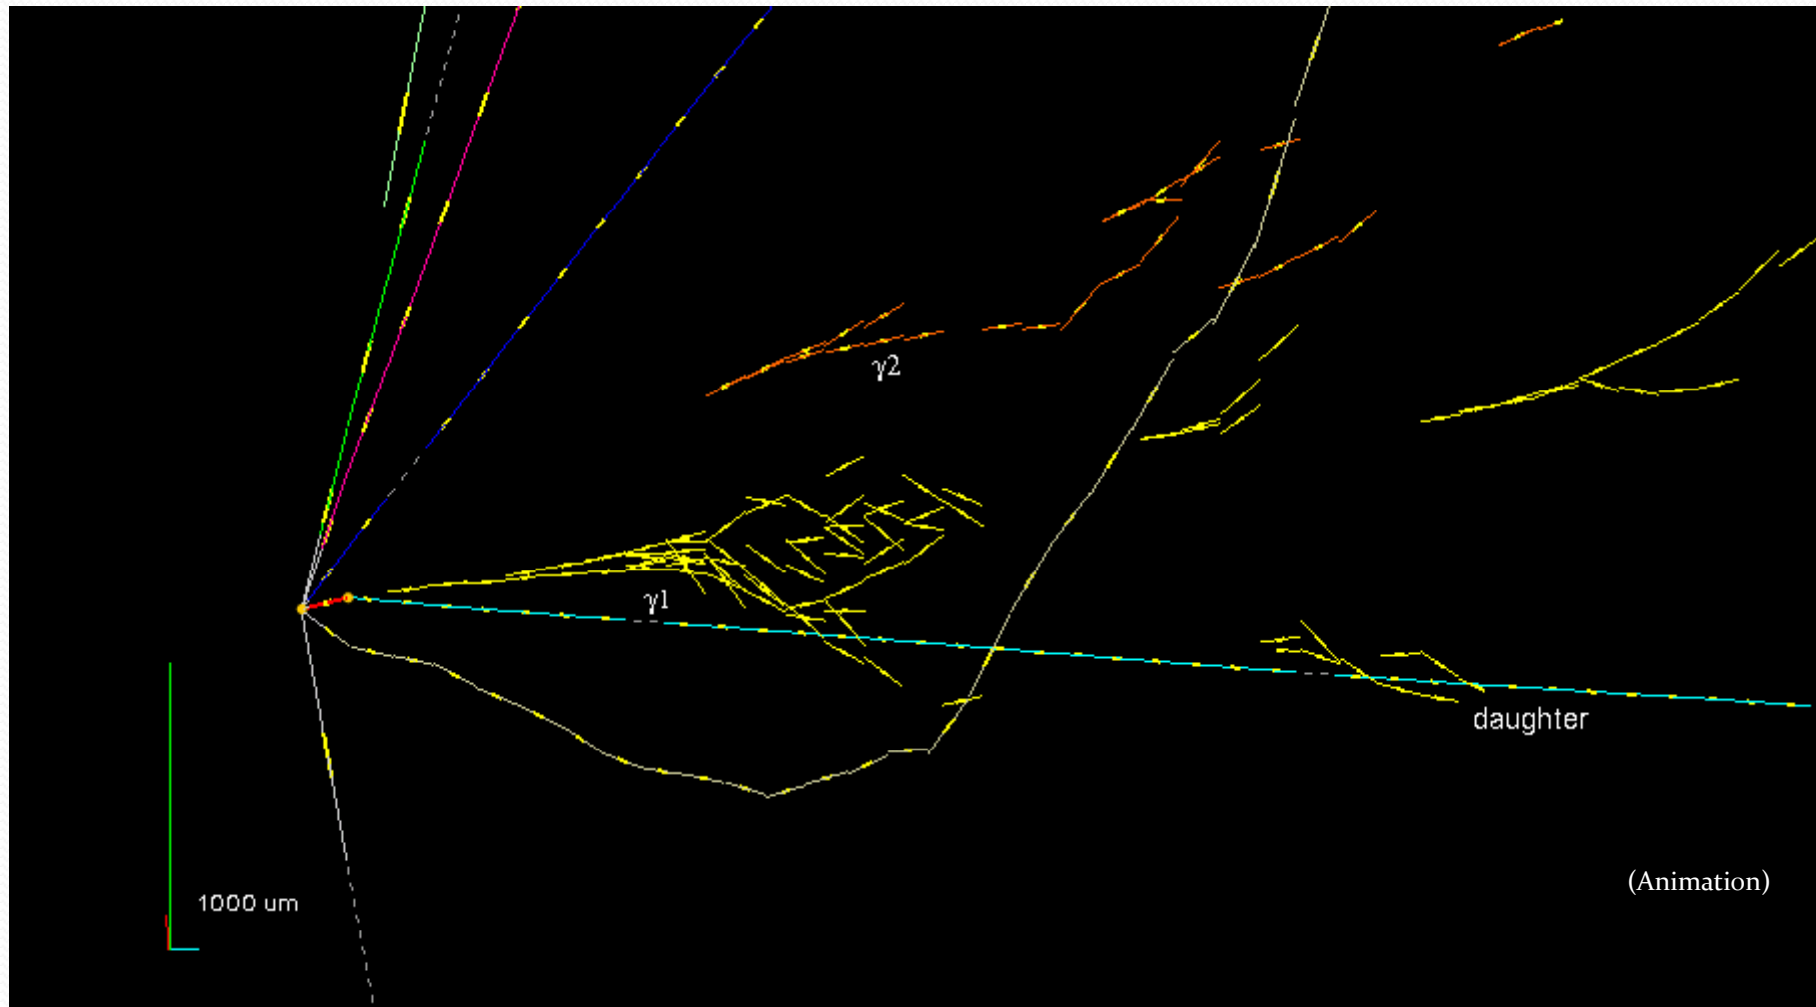 γ2
γ1
daughter
(Animation)
1000 um